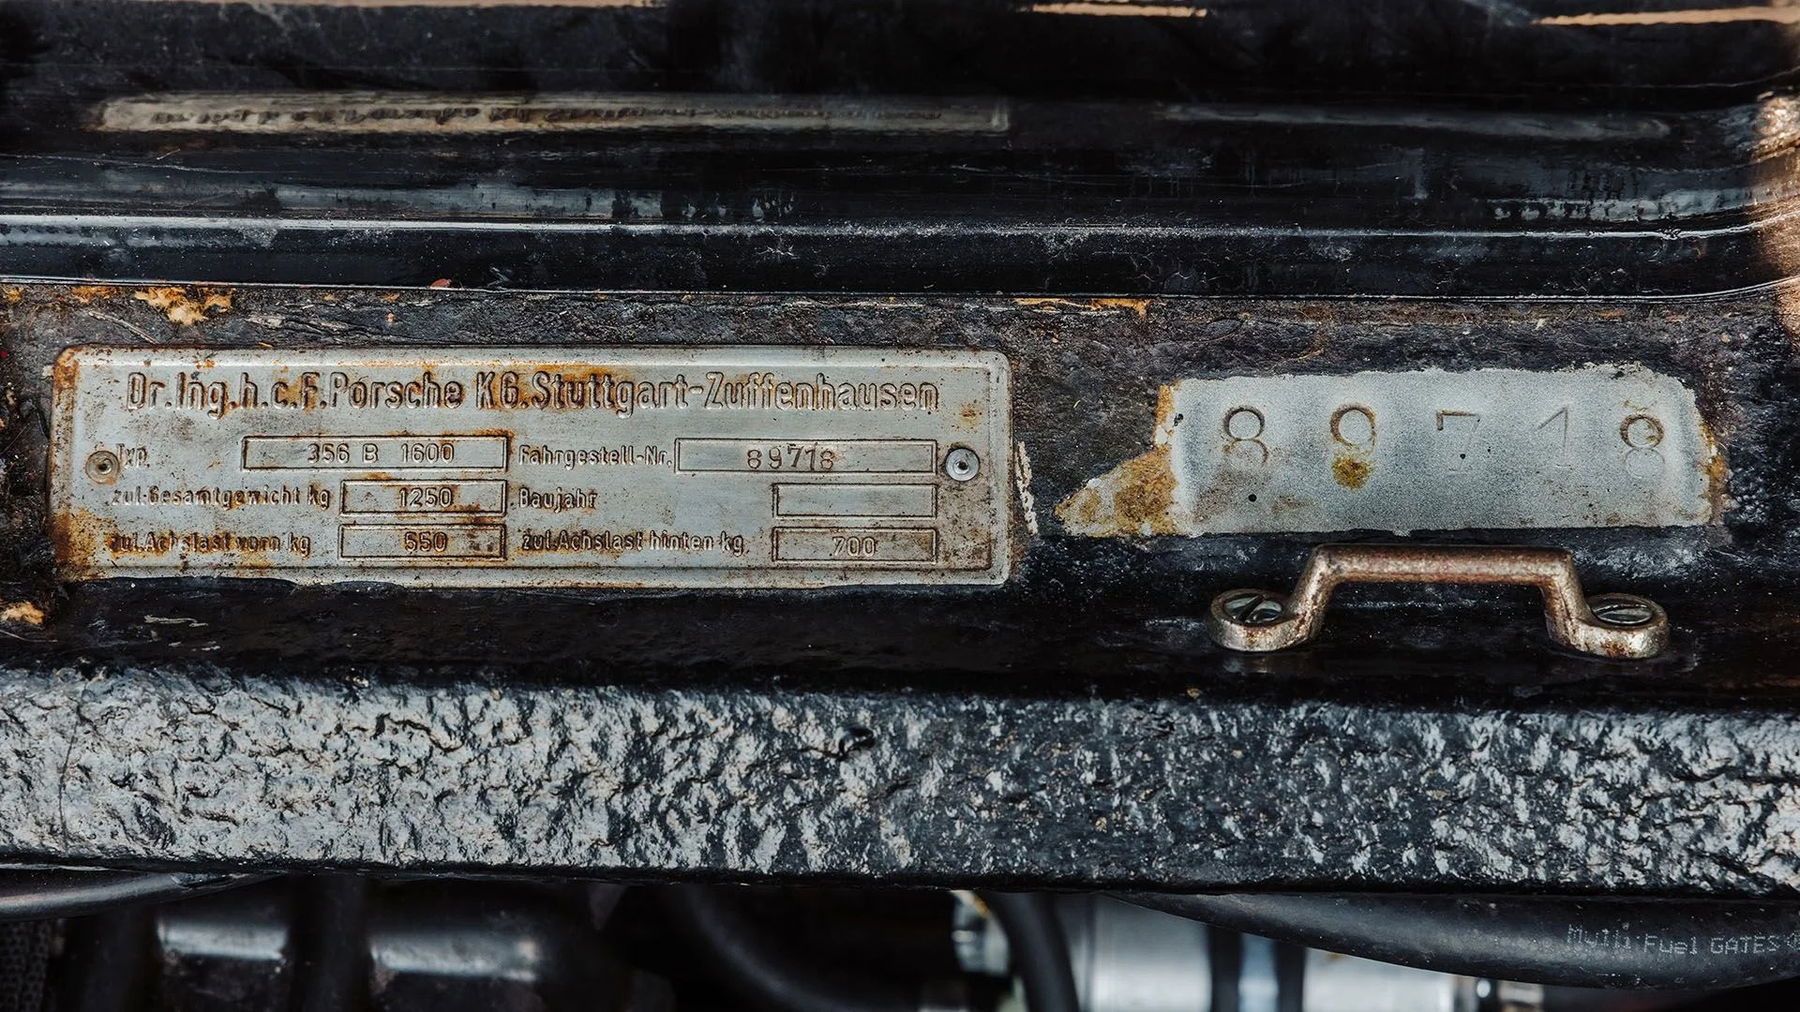 Dr.Ing.h.c.F.Porsche KG.Stuttgart-Zuffenhausen
Typ 356 B 1600 Fahrgestell-Nr. 89718
zul.Gesamtgewicht kg 1250 Baujahr
zul.Achslast vorn kg 650 zul.Achslast hinten kg 700
89718
Multi-Fuel GATES